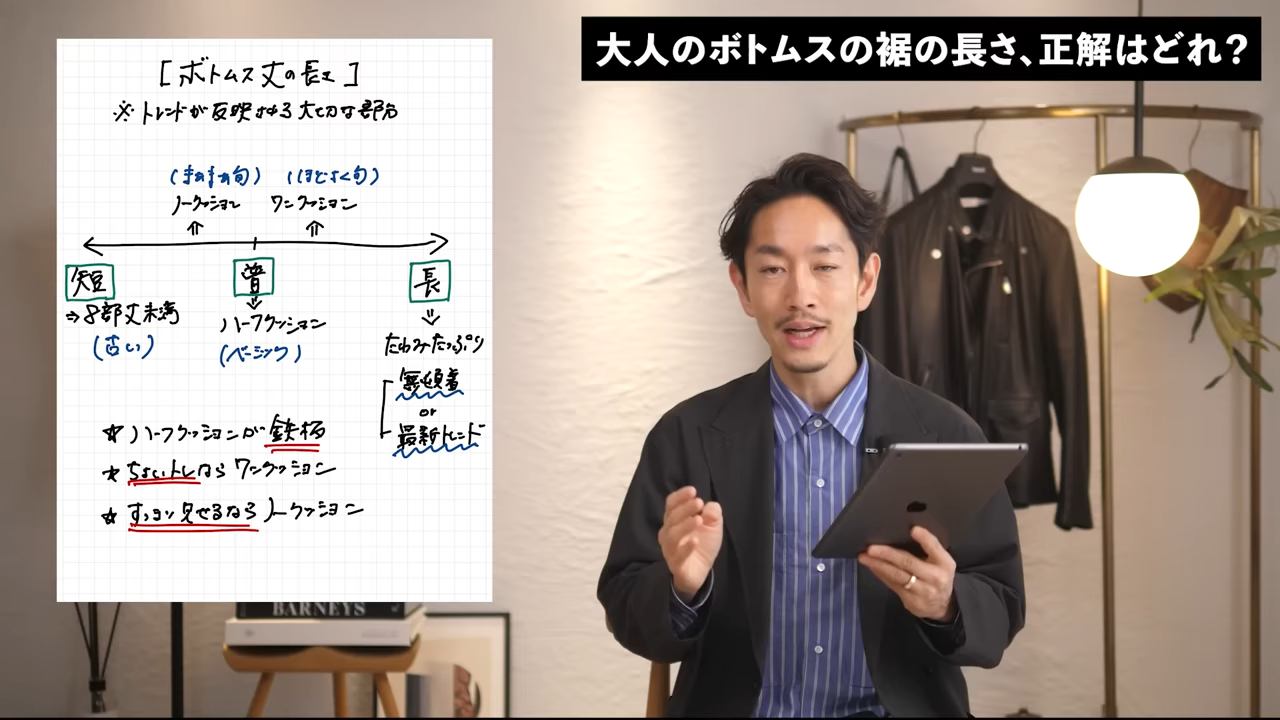 大人のボトムスの裾の長さ、正解はどれ？
[ボトムス丈の長さ]
※トレンドが反映される大切な部分
(まぁまぁ旬) (ほどよく旬)
ノークッション ワンクッション
⇑ ⇑
短 普 長
⇒8部丈未満
(古い)
⇓
ハーフクッション
(ベーシック)
⇓
たわみたっぷり
無頓着
or
最新トレンド
☆ハーフクッションが鉄板
☆ちょいトレならワンクッション
☆すっきり見せるならノークッション
BARNEYS